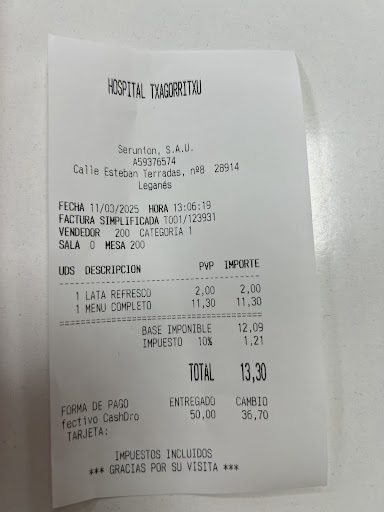 HOSPITAL TXAGORRITXU
Serunion, S.A.U.
A59376574
Calle Esteban Terradas, nº8 28914
Leganés
FECHA 11/03/2025 HORA 13:06:19
FACTURA SIMPLIFICADA T001/123931
VENDEDOR 200 CATEGORIA 1
SALA 0 MESA 200
UDS DESCRIPCION PVP IMPORTE
1 LATA REFRESCO 2,00 2,00
1 MENU COMPLETO 11,30 11,30
BASE IMPONIBLE 12,09
IMPUESTO 10% 1,21
TOTAL 13,30
FORMA DE PAGO ENTREGADO CAMBIO
fectivo CashDro 50,00 36,70
TARJETA:
IMPUESTOS INCLUIDOS
*** GRACIAS POR SU VISITA ***